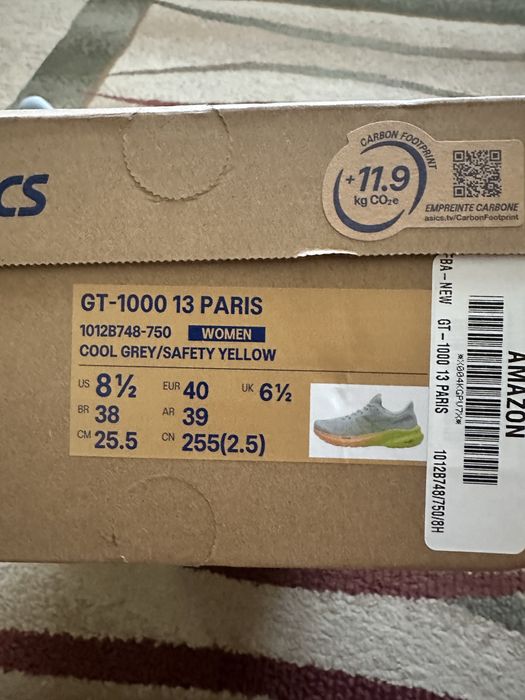 CS
CARBON FOOTPRINT
+11.9
kg CO₂e
EMPREINTE CARBONE
asics.tv/CarbonFootprint
GT-1000 13 PARIS
1012B748-750 WOMEN
COOL GREY/SAFETY YELLOW
US 8½ EUR 40 UK 6½
BR 38 AR 39
CM 25.5 CN 255(2.5)
AMAZON
FBA-NEW GT-1000 13 PARIS
1012B748/750/8H